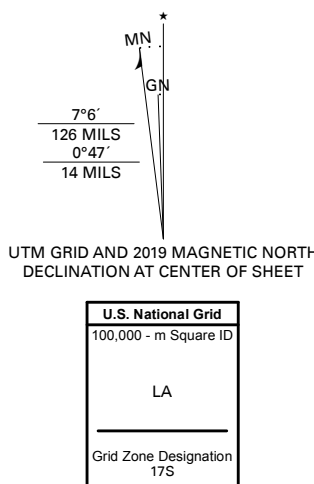 ★
MN
GN
7°6´
126 MILS
0°47´
14 MILS
UTM GRID AND 2019 MAGNETIC NORTH
DECLINATION AT CENTER OF SHEET
U.S. National Grid
100,000 - m Square ID
LA
Grid Zone Designation
17S